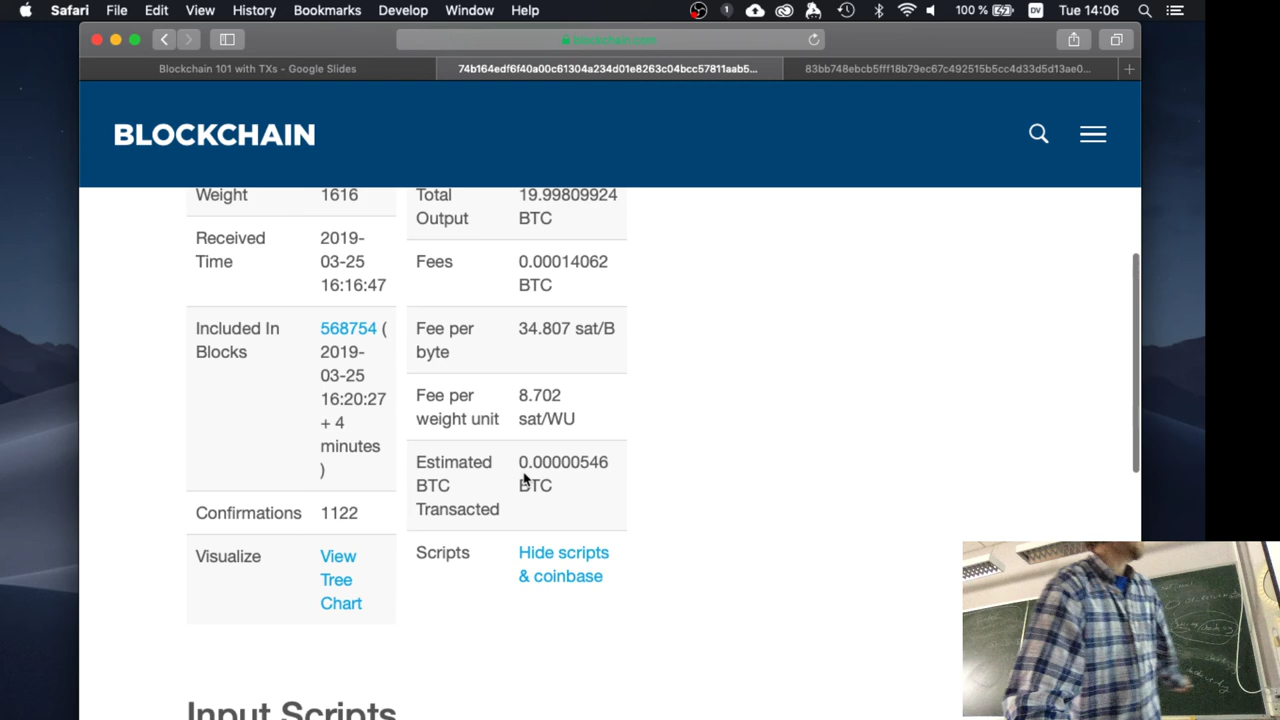 Safari File Edit View History Bookmarks Develop Window Help 1 100 % DV Tue 14:06
blockchain.com
Blockchain 101 with TXs - Google Slides
74b164edf6f40a00c61304a234d01e8263c04bcc57811aab5...
83bb748ebcb5fff18b79ec67c492515b5cc4d33d5d13ae0...
BLOCKCHAIN
Weight 1616
Received Time
2019-
03-25
16:16:47
Included In Blocks
568754 (
2019-
03-25
16:20:27
+ 4
minutes
)
Confirmations 1122
Visualize
View
Tree
Chart
Total Output
19.99809924
BTC
Fees
0.00014062
BTC
Fee per byte
34.807 sat/B
Fee per weight unit
8.702
sat/WU
Estimated BTC Transacted
0.00000546
BTC
Scripts
Hide scripts
& coinbase
Input Scripts